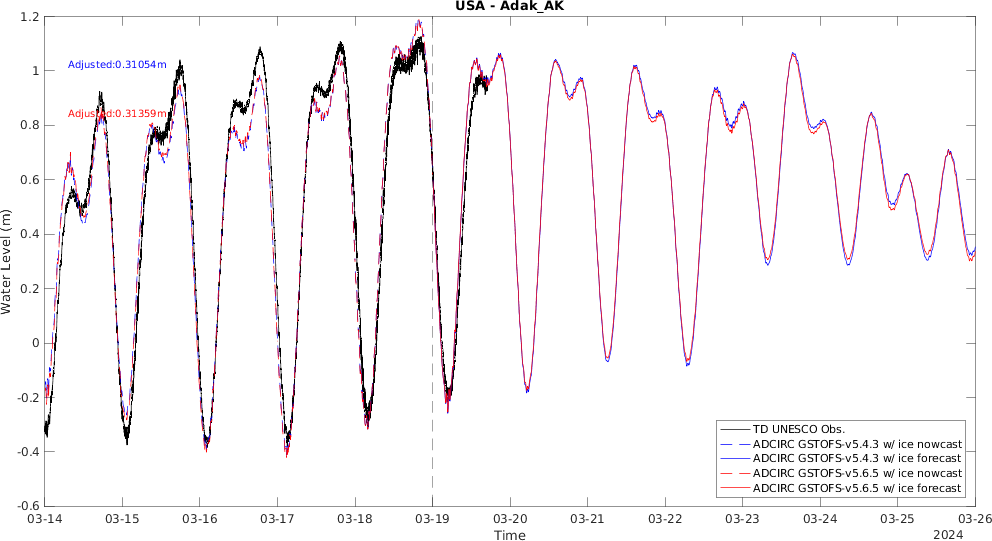 USA - Adak_AK
Adjusted:0.31054m
Adjusted:0.31359m
Water Level (m)
1.2
1
0.8
0.6
0.4
0.2
0
-0.2
-0.4
-0.6
TD UNESCO Obs.
ADCIRC GSTOFS-v5.4.3 w/ ice nowcast
ADCIRC GSTOFS-v5.4.3 w/ ice forecast
ADCIRC GSTOFS-v5.6.5 w/ ice nowcast
ADCIRC GSTOFS-v5.6.5 w/ ice forecast
03-14 03-15 03-16 03-17 03-18 03-19 03-20 03-21 03-22 03-23 03-24 03-25 03-26
Time
2024